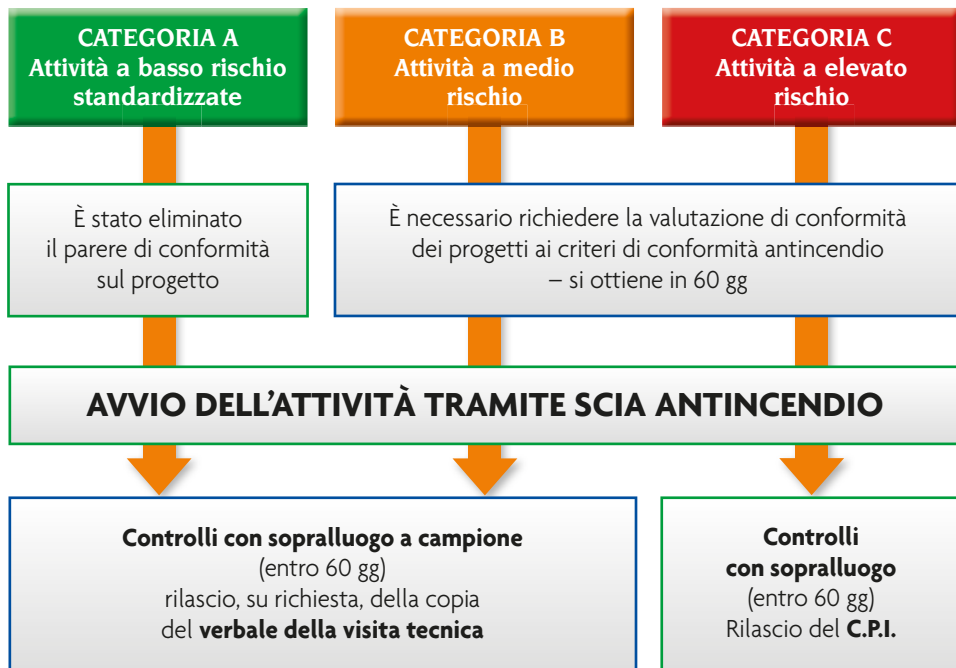 CATEGORIA A
Attività a basso rischio
standardizzate
CATEGORIA B
Attività a medio
rischio
CATEGORIA C
Attività a elevato
rischio
È stato eliminato
il parere di conformità
sul progetto
È necessario richiedere la valutazione di conformità
dei progetti ai criteri di conformità antincendio
– si ottiene in 60 gg
AVVIO DELL'ATTIVITÀ TRAMITE SCIA ANTINCENDIO
Controlli con sopralluogo a campione
(entro 60 gg)
rilascio, su richiesta, della copia
del verbale della visita tecnica
Controlli
con sopralluogo
(entro 60 gg)
Rilascio del C.P.I.